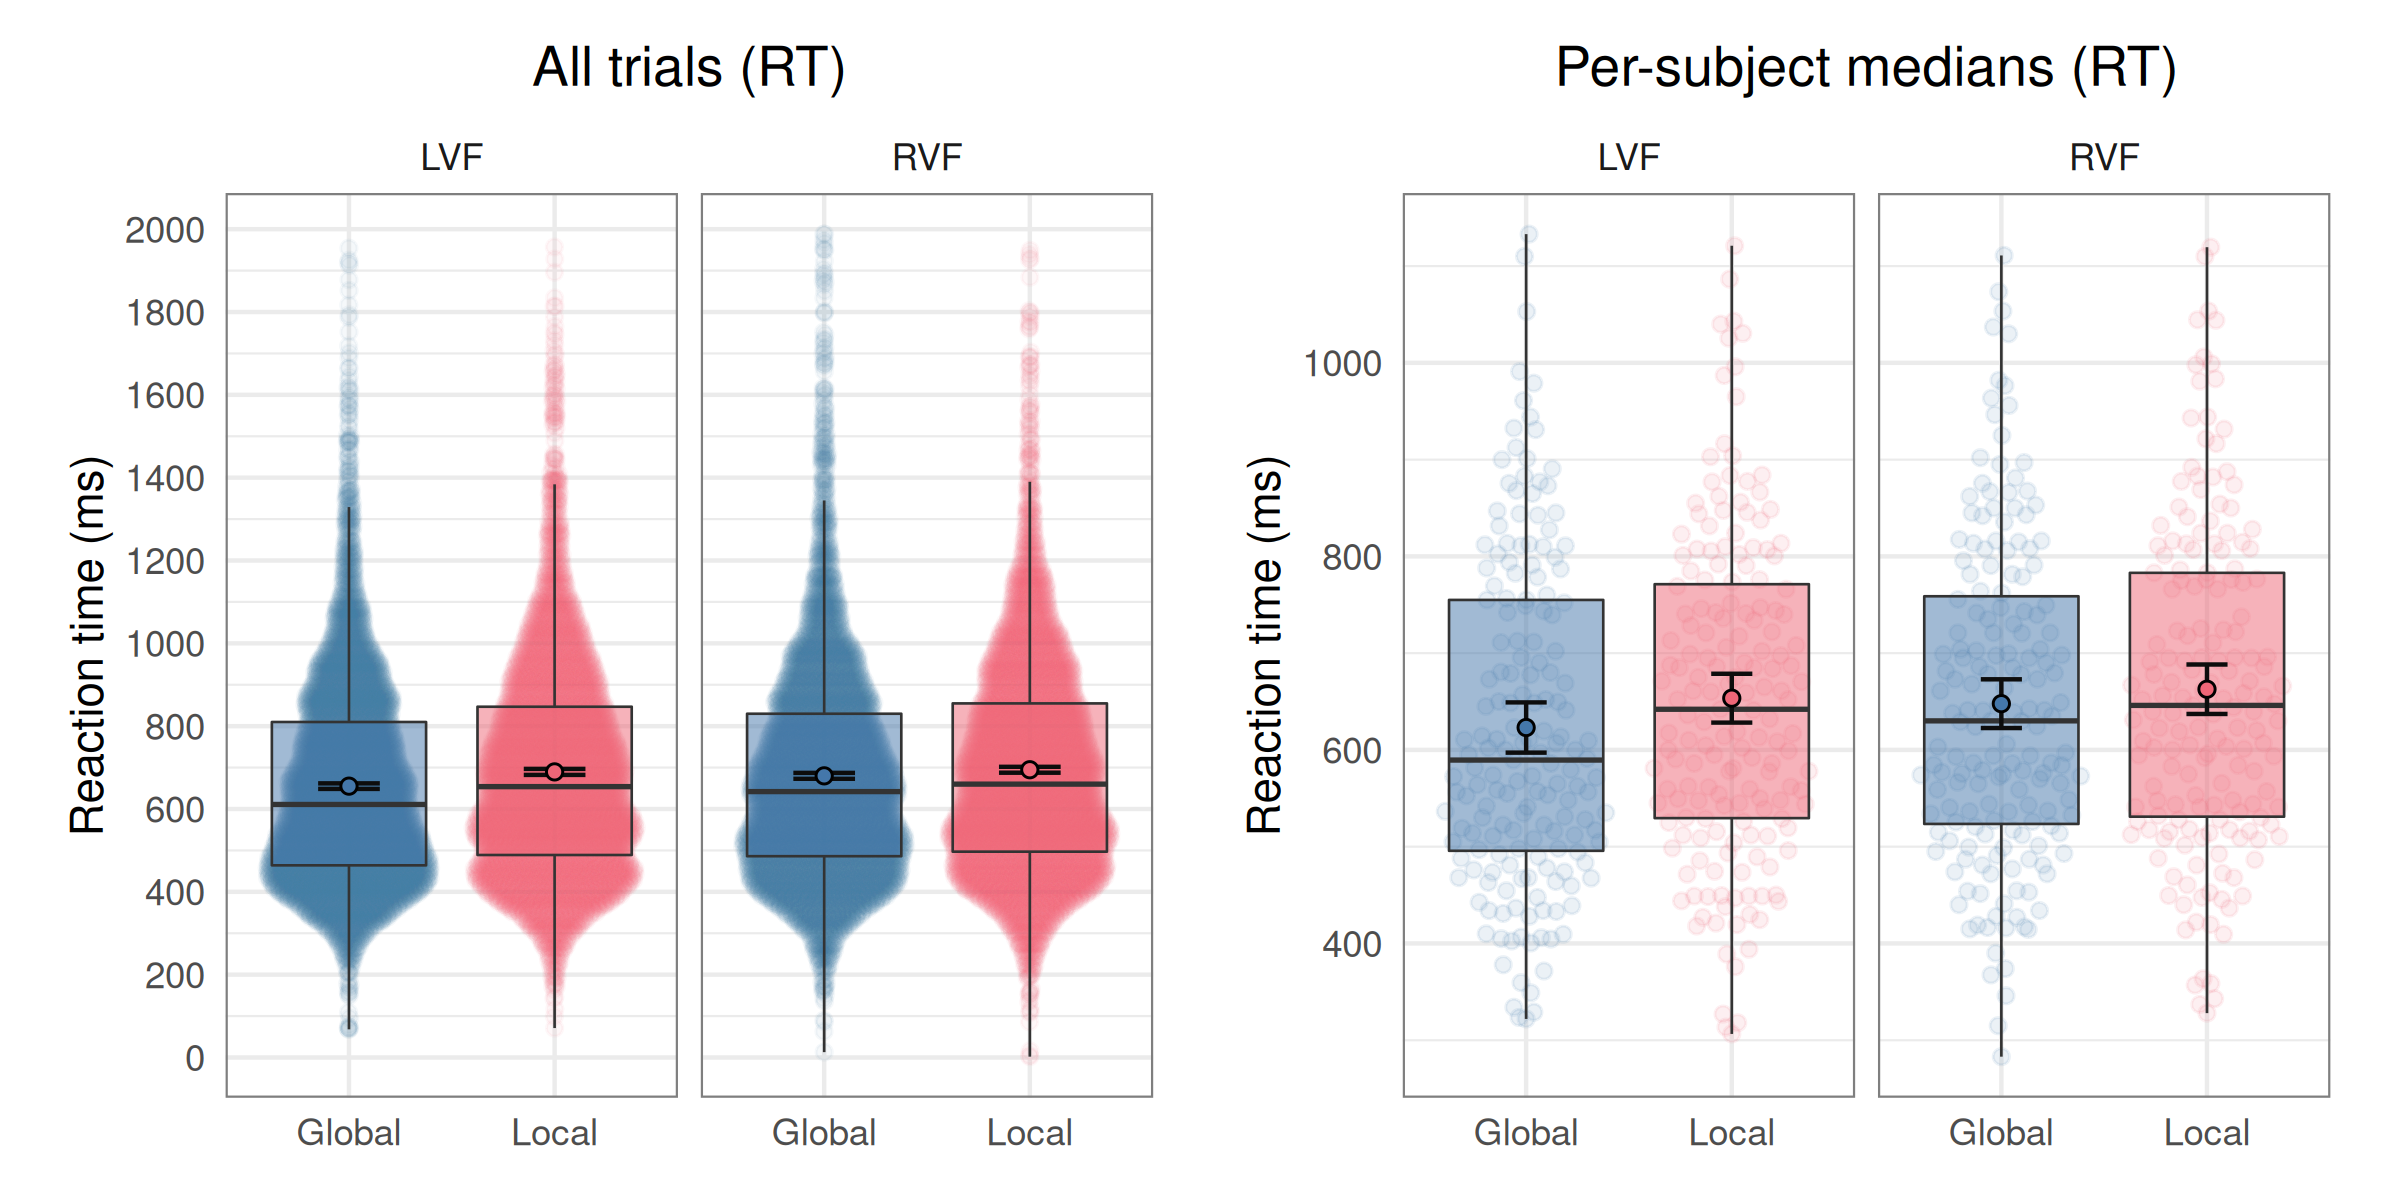 All trials (RT)
LVF
RVF
Reaction time (ms)
2000
1800
1600
1400
1200
1000
800
600
400
200
0
Global
Local
Global
Local
Per-subject medians (RT)
LVF
RVF
Reaction time (ms)
1000
800
600
400
Global
Local
Global
Local